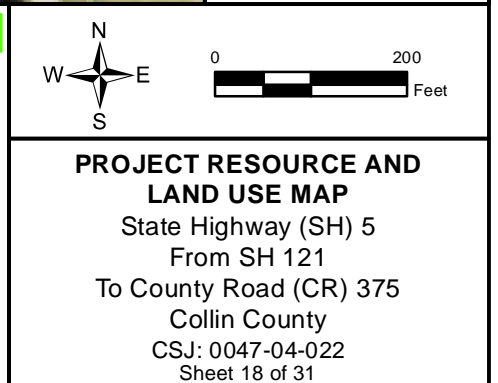 N
W E
S
0 200
Feet
PROJECT RESOURCE AND
LAND USE MAP
State Highway (SH) 5
From SH 121
To County Road (CR) 375
Collin County
CSJ: 0047-04-022
Sheet 18 of 31